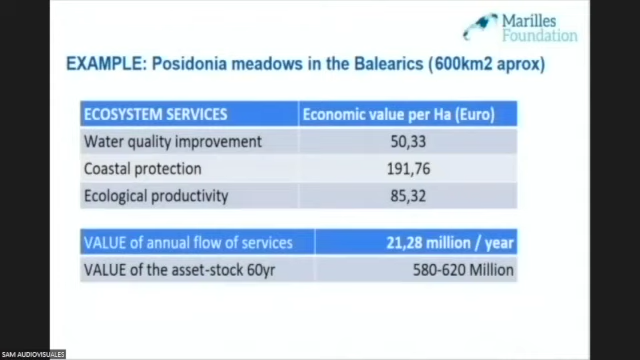 Marilles
Foundation
EXAMPLE: Posidonia meadows in the Balearics (600km2 aprox)
ECOSYSTEM SERVICES Economic value per Ha (Euro)
Water quality improvement 50,33
Coastal protection 191,76
Ecological productivity 85,32
VALUE of annual flow of services 21,28 million / year
VALUE of the asset-stock 60yr 580-620 Million
SAM AUDIOVISUALES